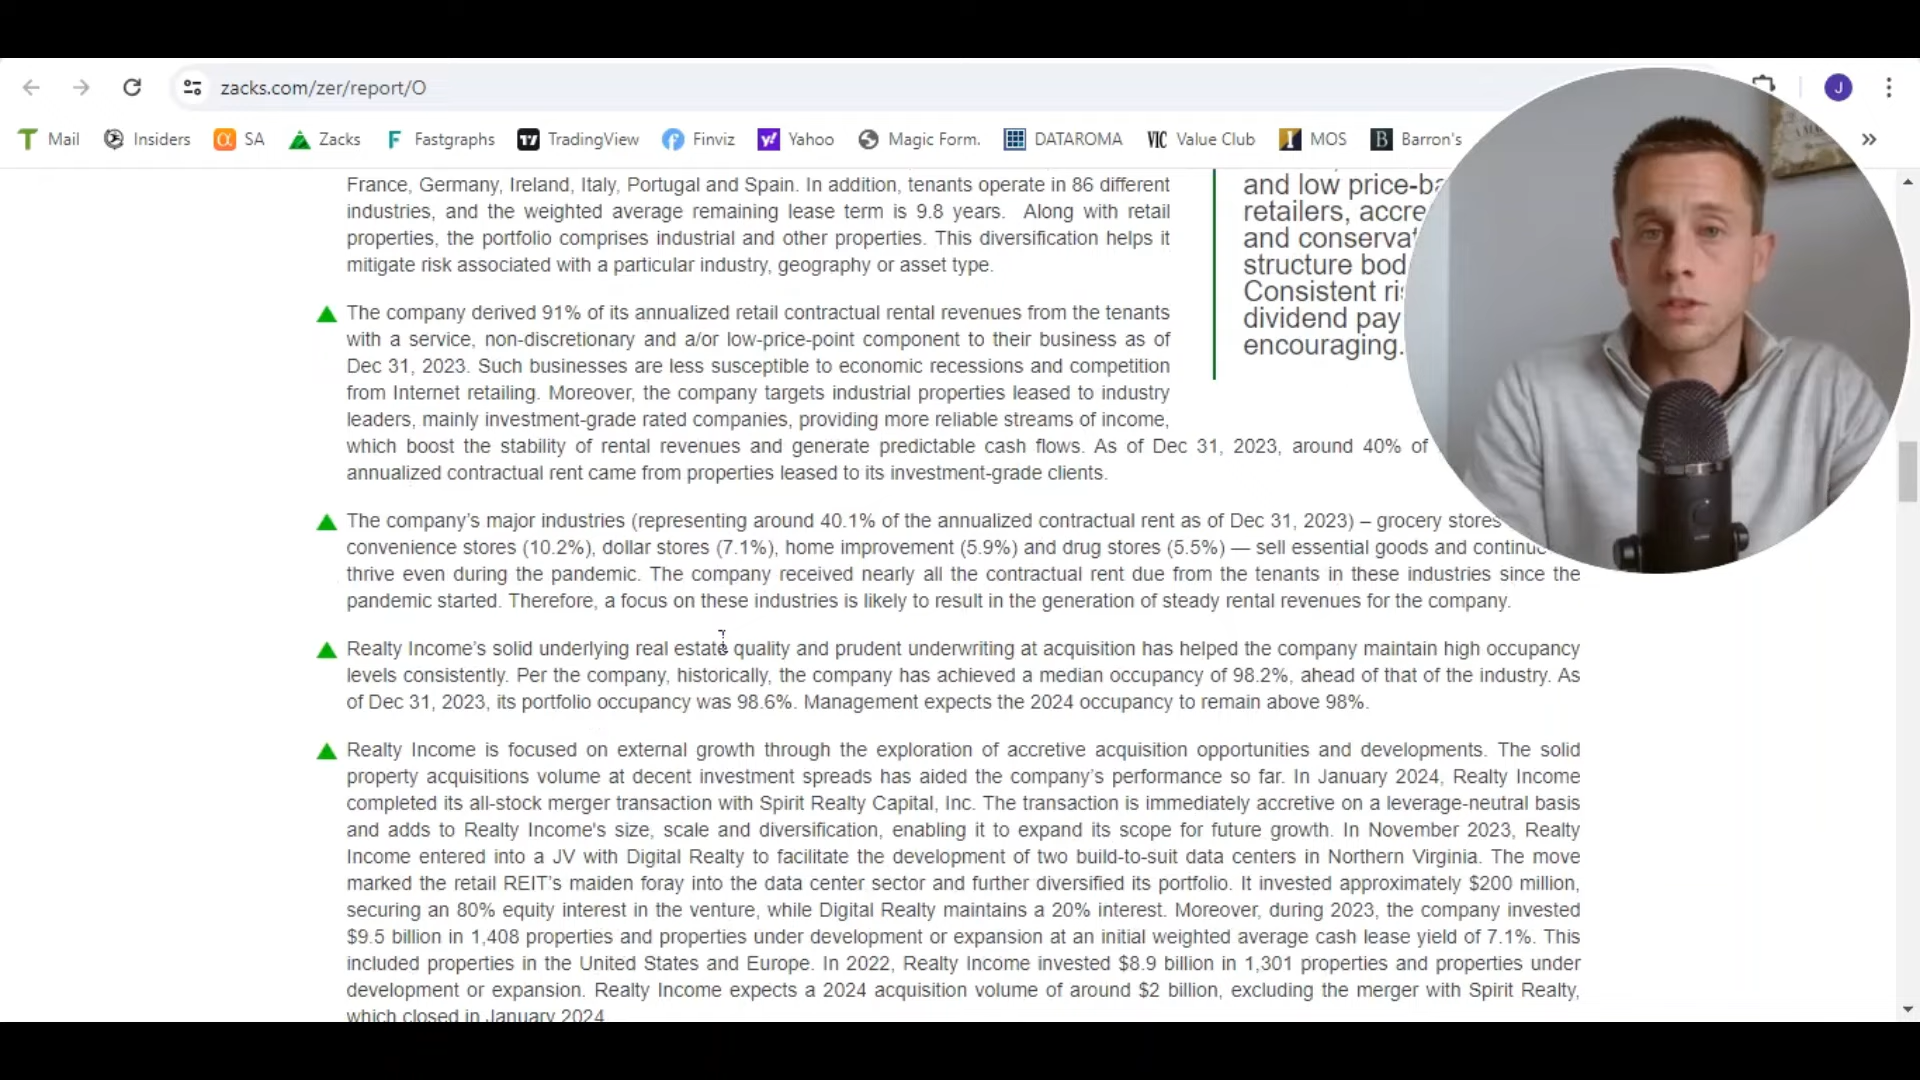 zacks.com/zer/report/O
J
Mail Insiders SA Zacks Fastgraphs TradingView Finviz Yahoo Magic Form. DATAROMA VIC Value Club MOS Barron's
France, Germany, Ireland, Italy, Portugal and Spain. In addition, tenants operate in 86 different
industries, and the weighted average remaining lease term is 9.8 years. Along with retail
properties, the portfolio comprises industrial and other properties. This diversification helps it
mitigate risk associated with a particular industry, geography or asset type.
and low price-ba
retailers, accre
and conservat
structure bod
Consistent ri
dividend pay
encouraging.
The company derived 91% of its annualized retail contractual rental revenues from the tenants
with a service, non-discretionary and a/or low-price-point component to their business as of
Dec 31, 2023. Such businesses are less susceptible to economic recessions and competition
from Internet retailing. Moreover, the company targets industrial properties leased to industry
leaders, mainly investment-grade rated companies, providing more reliable streams of income,
which boost the stability of rental revenues and generate predictable cash flows. As of Dec 31, 2023, around 40% of
annualized contractual rent came from properties leased to its investment-grade clients.
The company's major industries (representing around 40.1% of the annualized contractual rent as of Dec 31, 2023) – grocery stores
convenience stores (10.2%), dollar stores (7.1%), home improvement (5.9%) and drug stores (5.5%) — sell essential goods and continue
thrive even during the pandemic. The company received nearly all the contractual rent due from the tenants in these industries since the
pandemic started. Therefore, a focus on these industries is likely to result in the generation of steady rental revenues for the company.
Realty Income's solid underlying real estate quality and prudent underwriting at acquisition has helped the company maintain high occupancy
levels consistently. Per the company, historically, the company has achieved a median occupancy of 98.2%, ahead of that of the industry. As
of Dec 31, 2023, its portfolio occupancy was 98.6%. Management expects the 2024 occupancy to remain above 98%.
Realty Income is focused on external growth through the exploration of accretive acquisition opportunities and developments. The solid
property acquisitions volume at decent investment spreads has aided the company's performance so far. In January 2024, Realty Income
completed its all-stock merger transaction with Spirit Realty Capital, Inc. The transaction is immediately accretive on a leverage-neutral basis
and adds to Realty Income's size, scale and diversification, enabling it to expand its scope for future growth. In November 2023, Realty
Income entered into a JV with Digital Realty to facilitate the development of two build-to-suit data centers in Northern Virginia. The move
marked the retail REIT's maiden foray into the data center sector and further diversified its portfolio. It invested approximately $200 million,
securing an 80% equity interest in the venture, while Digital Realty maintains a 20% interest. Moreover, during 2023, the company invested
$9.5 billion in 1,408 properties and properties under development or expansion at an initial weighted average cash lease yield of 7.1%. This
included properties in the United States and Europe. In 2022, Realty Income invested $8.9 billion in 1,301 properties and properties under
development or expansion. Realty Income expects a 2024 acquisition volume of around $2 billion, excluding the merger with Spirit Realty,
which closed in January 2024